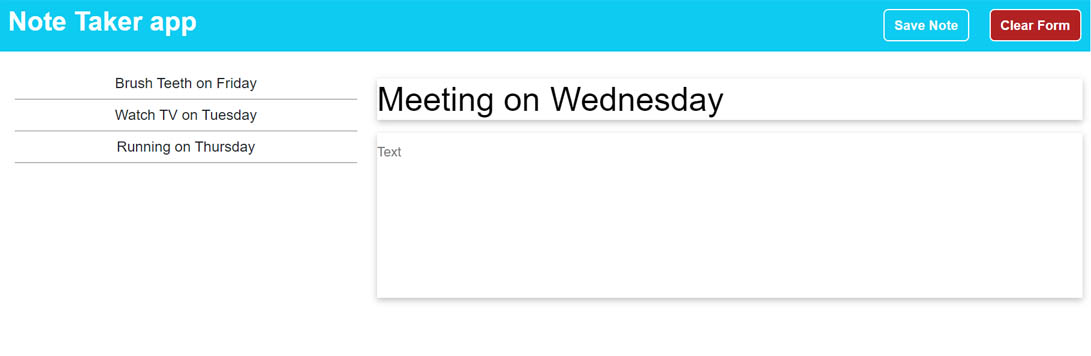 Note Taker app
Save Note
Clear Form
Brush Teeth on Friday
Watch TV on Tuesday
Running on Thursday
Meeting on Wednesday
Text